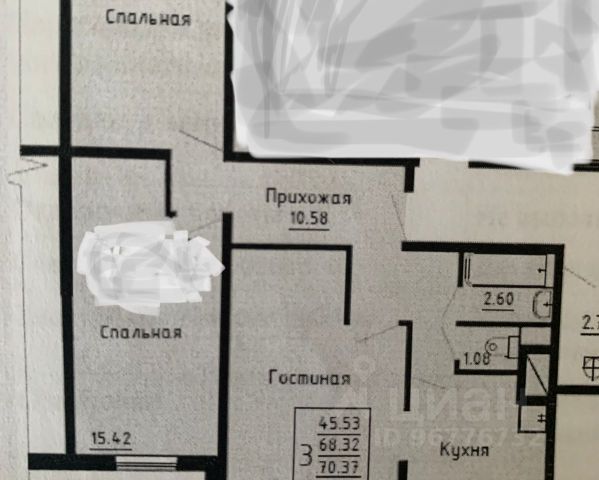 Спальная
Прихожая
10.58
2.60
Спальная
1.08
Гостиная
15.42
3
45.53
68.32
70.37
Кухня
циан